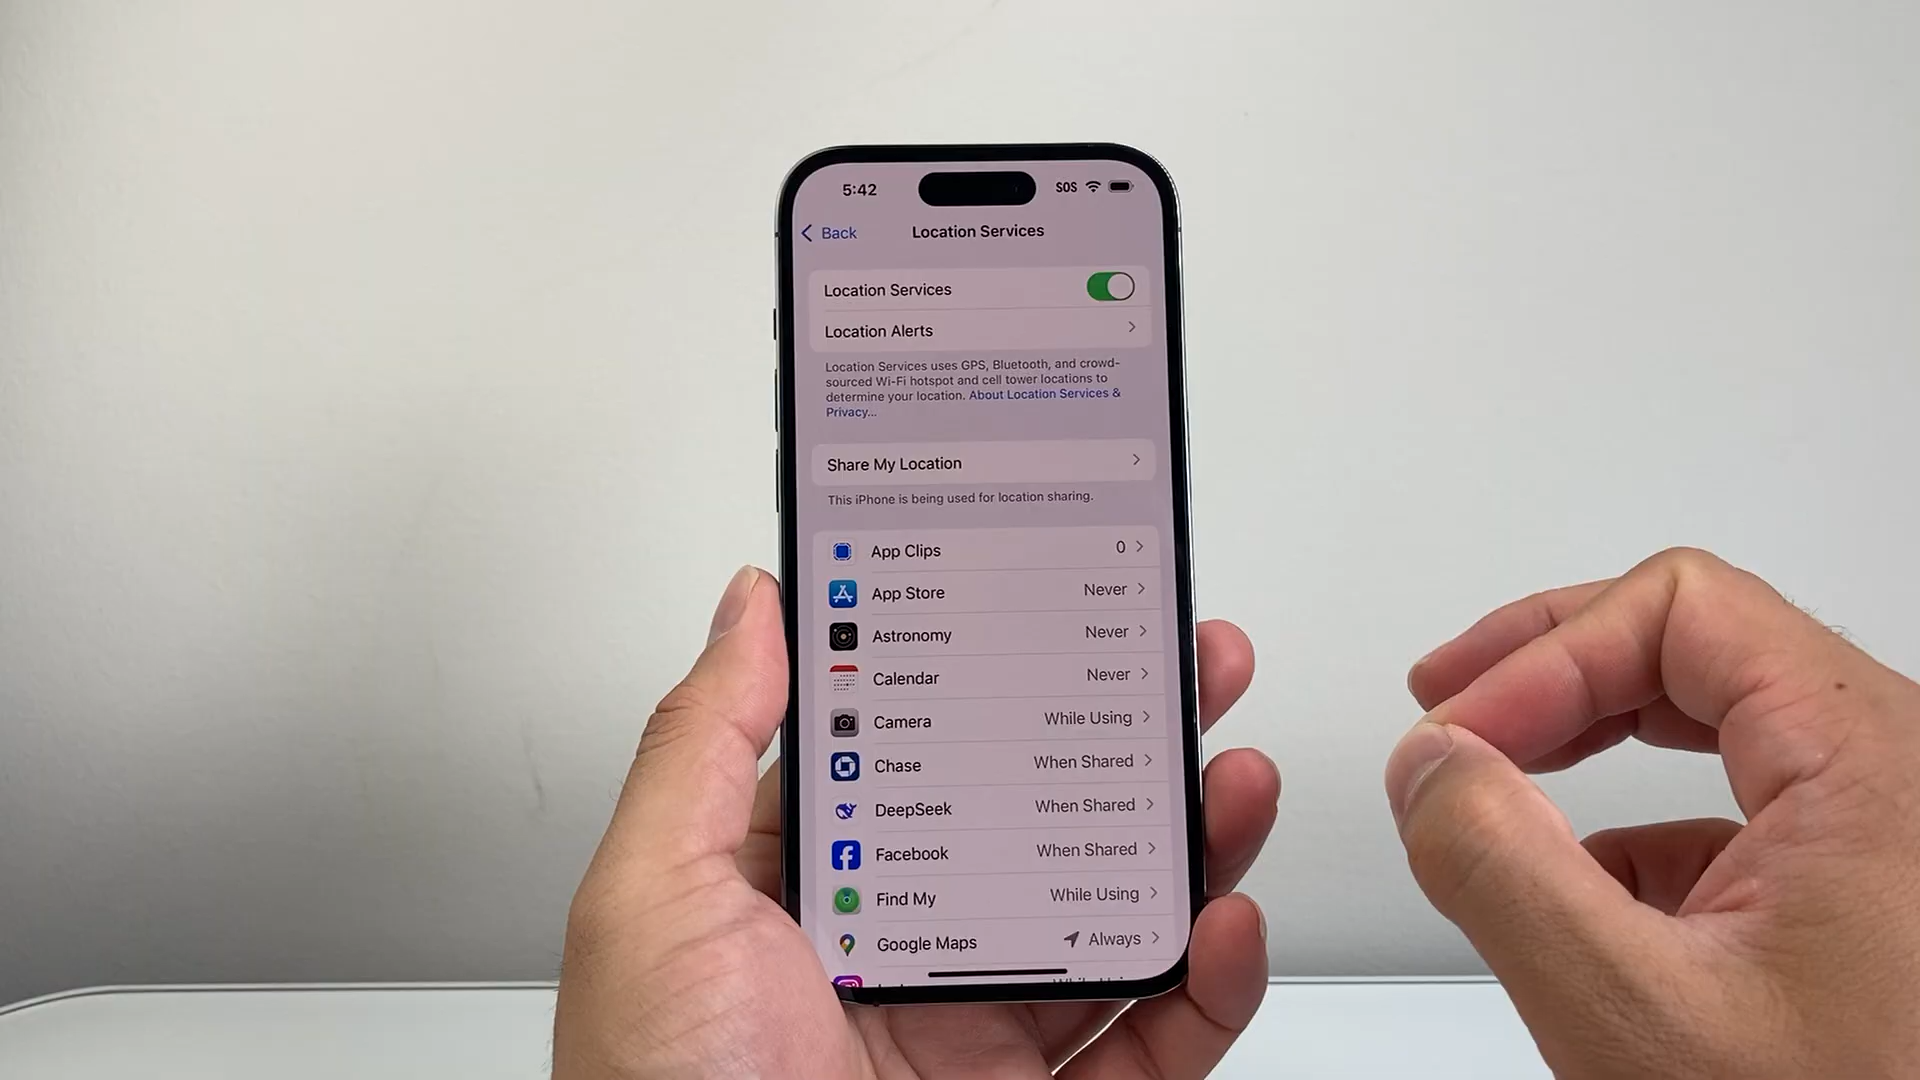 5:42
SOS
Back
Location Services
Location Services
Location Alerts
Location Services uses GPS, Bluetooth, and crowd-
sourced Wi-Fi hotspot and cell tower locations to
determine your location. About Location Services &
Privacy...
Share My Location
This iPhone is being used for location sharing.
App Clips 0
App Store Never
Astronomy Never
Calendar Never
Camera While Using
Chase When Shared
DeepSeek When Shared
Facebook When Shared
Find My While Using
Google Maps Always